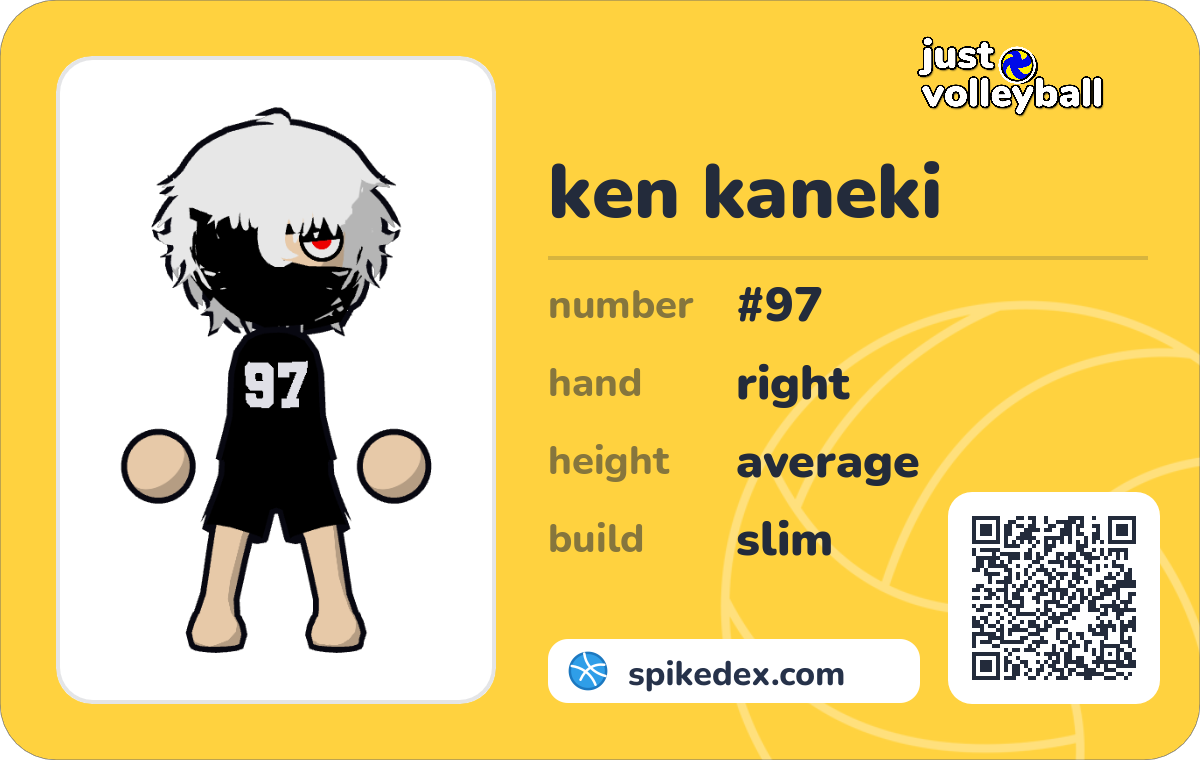 just
volleyball
ken kaneki
number #97
hand right
height average
build slim
97
spikedex.com